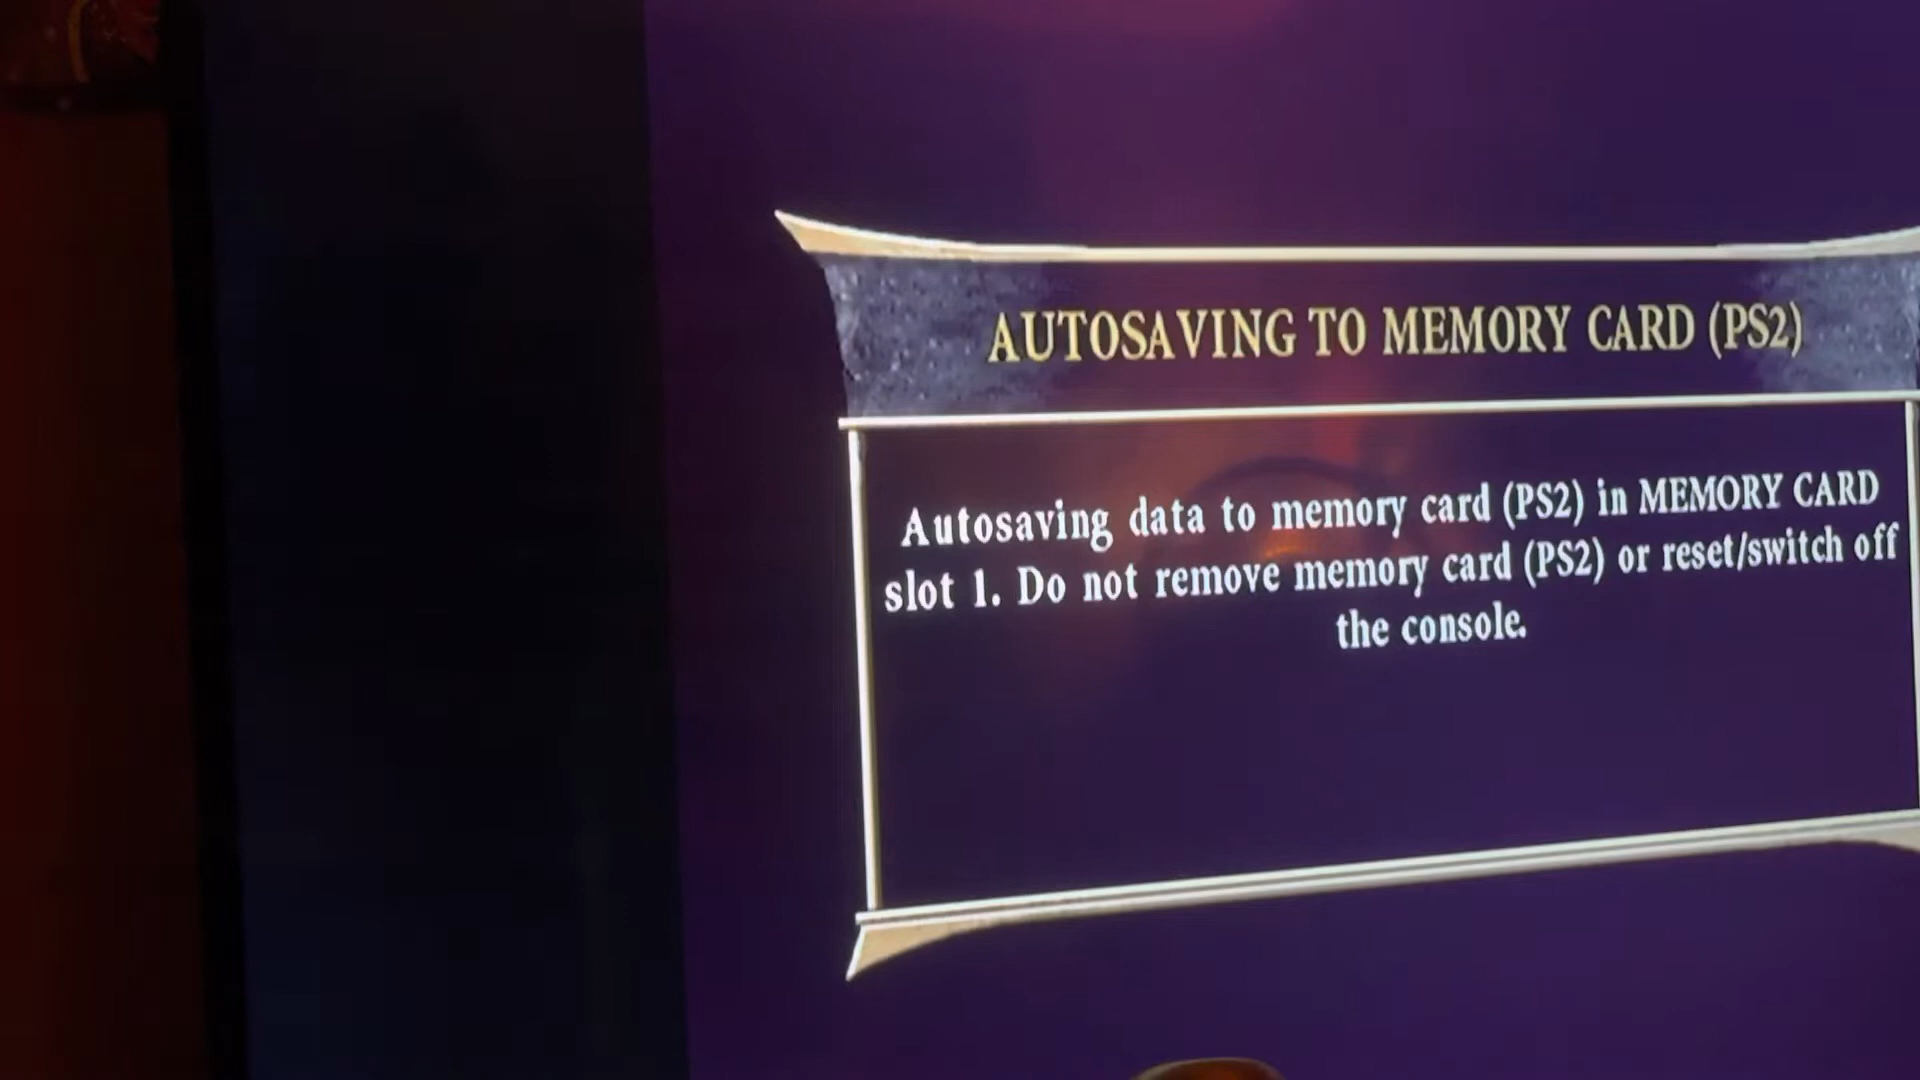 AUTOSAVING TO MEMORY CARD (PS2)
Autosaving data to memory card (PS2) in MEMORY CARD
slot 1. Do not remove memory card (PS2) or reset/switch off
the console.